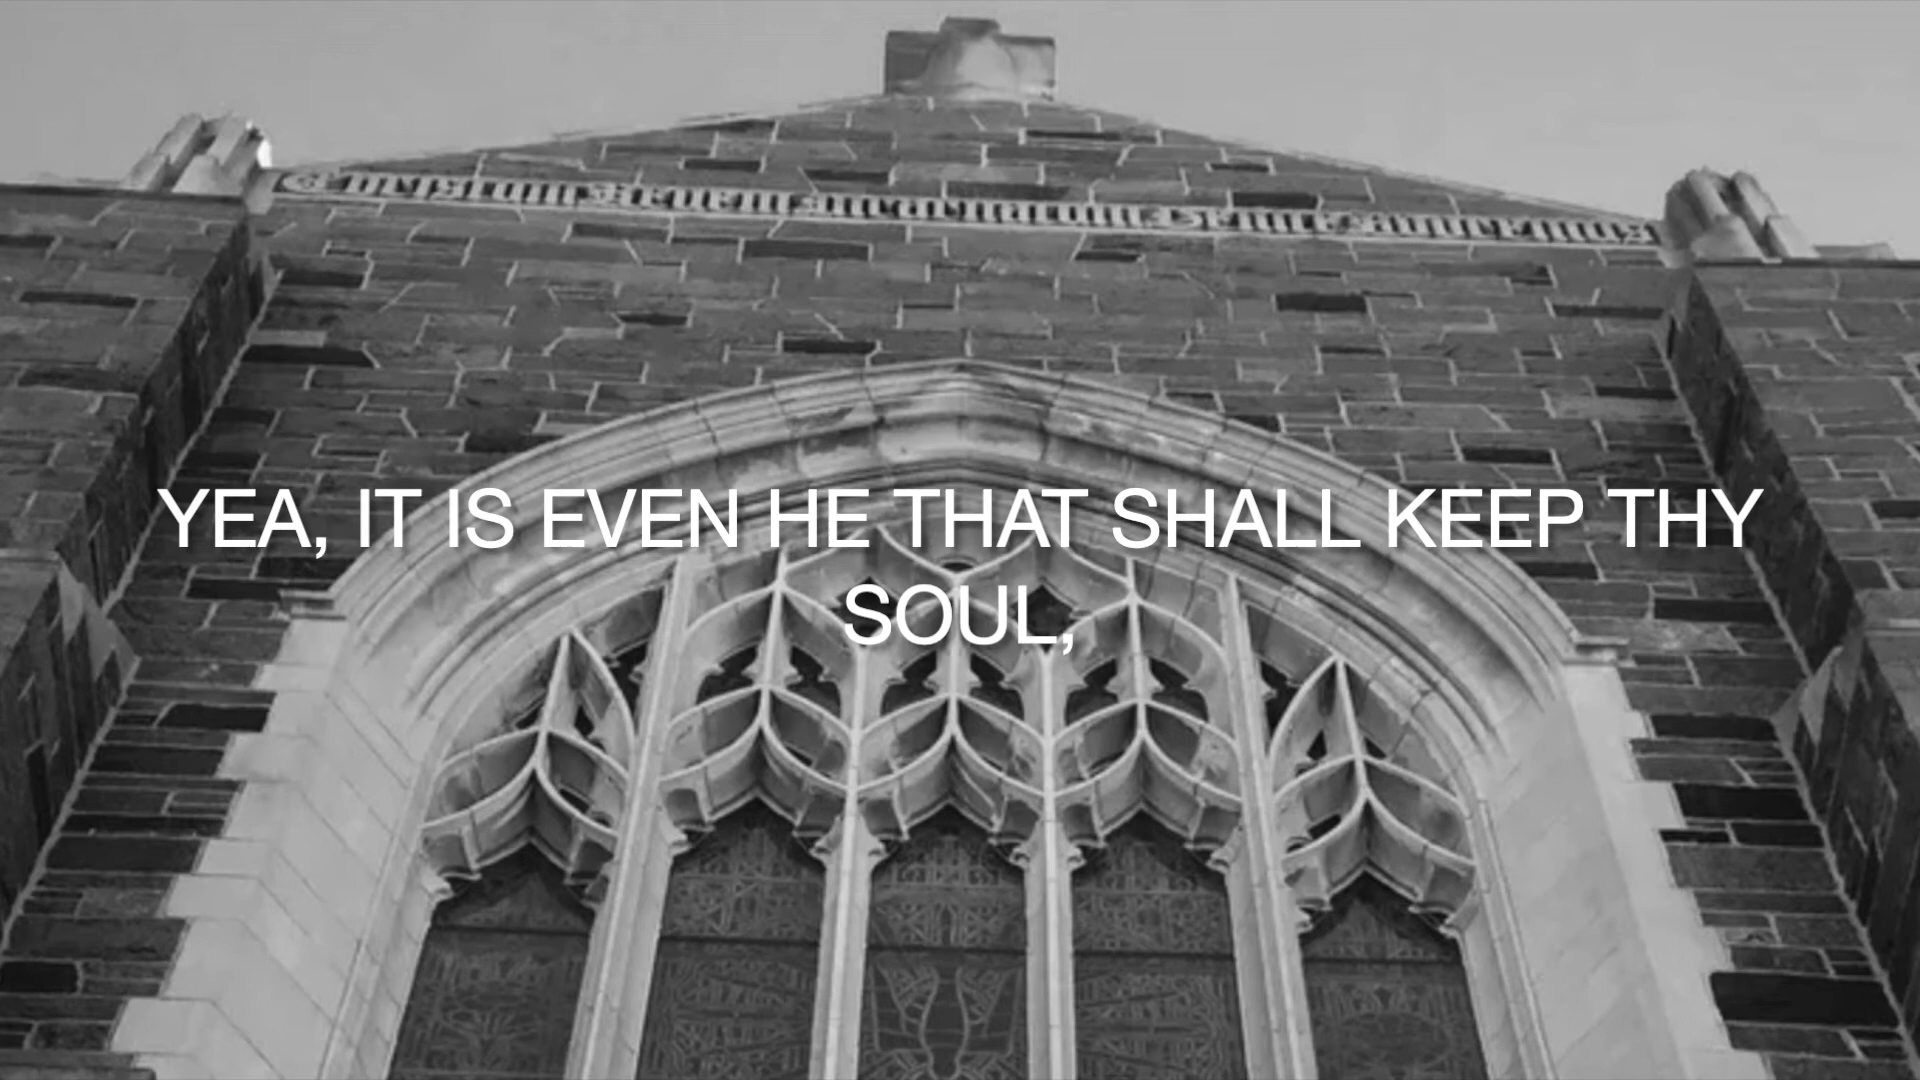 YEA, IT IS EVEN HE THAT SHALL KEEP THY
SOUL,